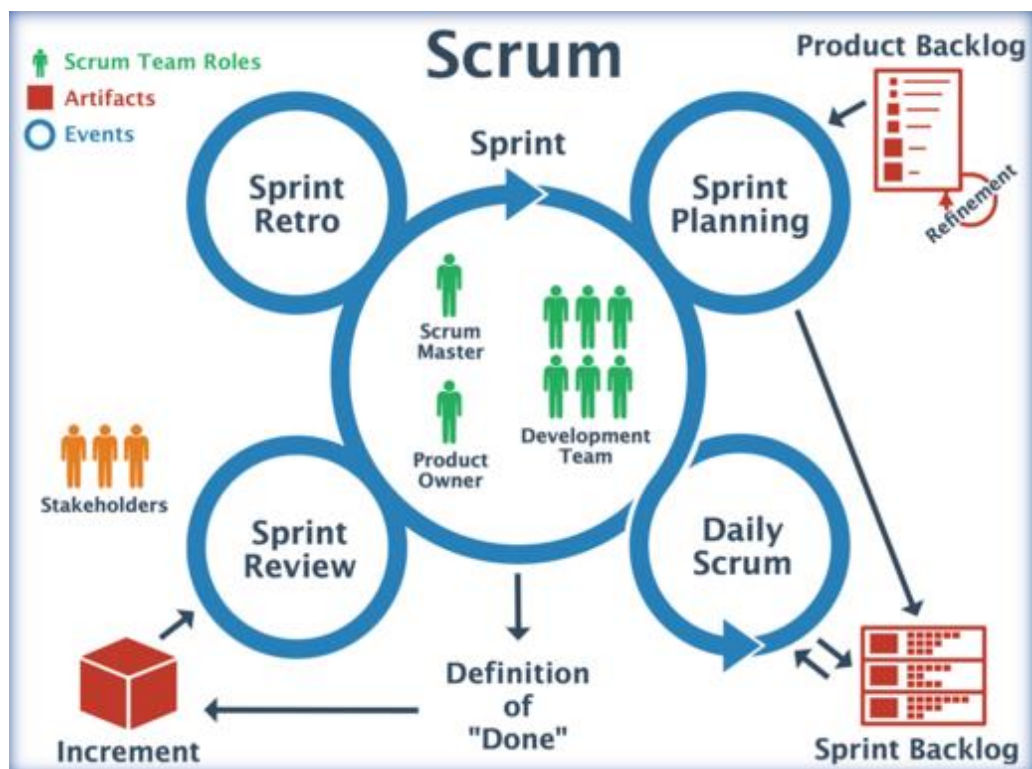 Scrum
Scrum Team Roles
Artifacts
Events
Product Backlog
Refinement
Sprint
Sprint
Retro
Sprint
Planning
Scrum
Master
Product
Owner
Development
Team
Stakeholders
Sprint
Review
Daily
Scrum
Definition
of
"Done"
Increment
Sprint Backlog